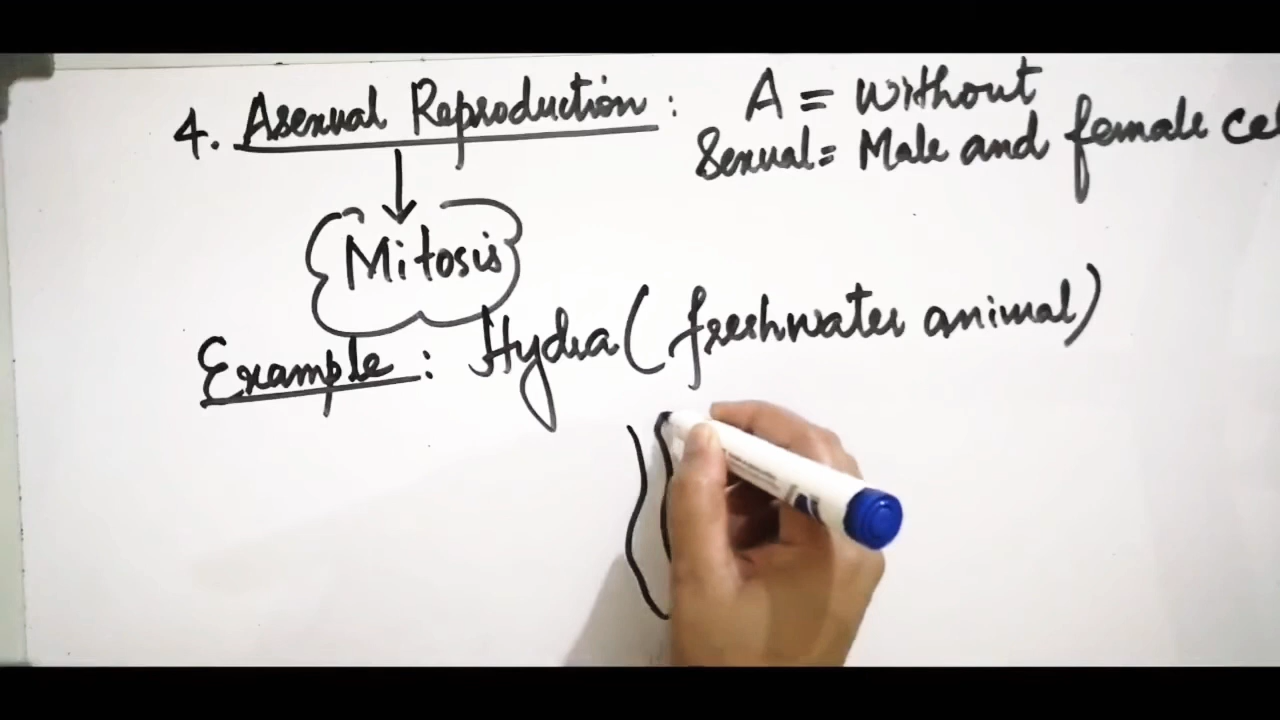 4. Asexual Reproduction : A = without
Sexual = Male and female ce
Mitosis
Example : Hydra ( freshwater animal )